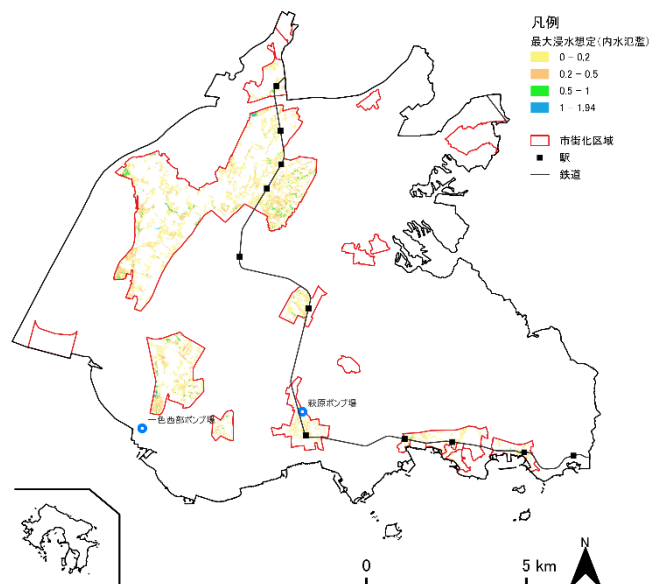 凡例
最大浸水想定(内水氾濫)
0 - 0.2
0.2 - 0.5
0.5 - 1
1 - 1.94
市街化区域
駅
鉄道
萩原ポンプ場
一色西部ポンプ場
N
0 5 km